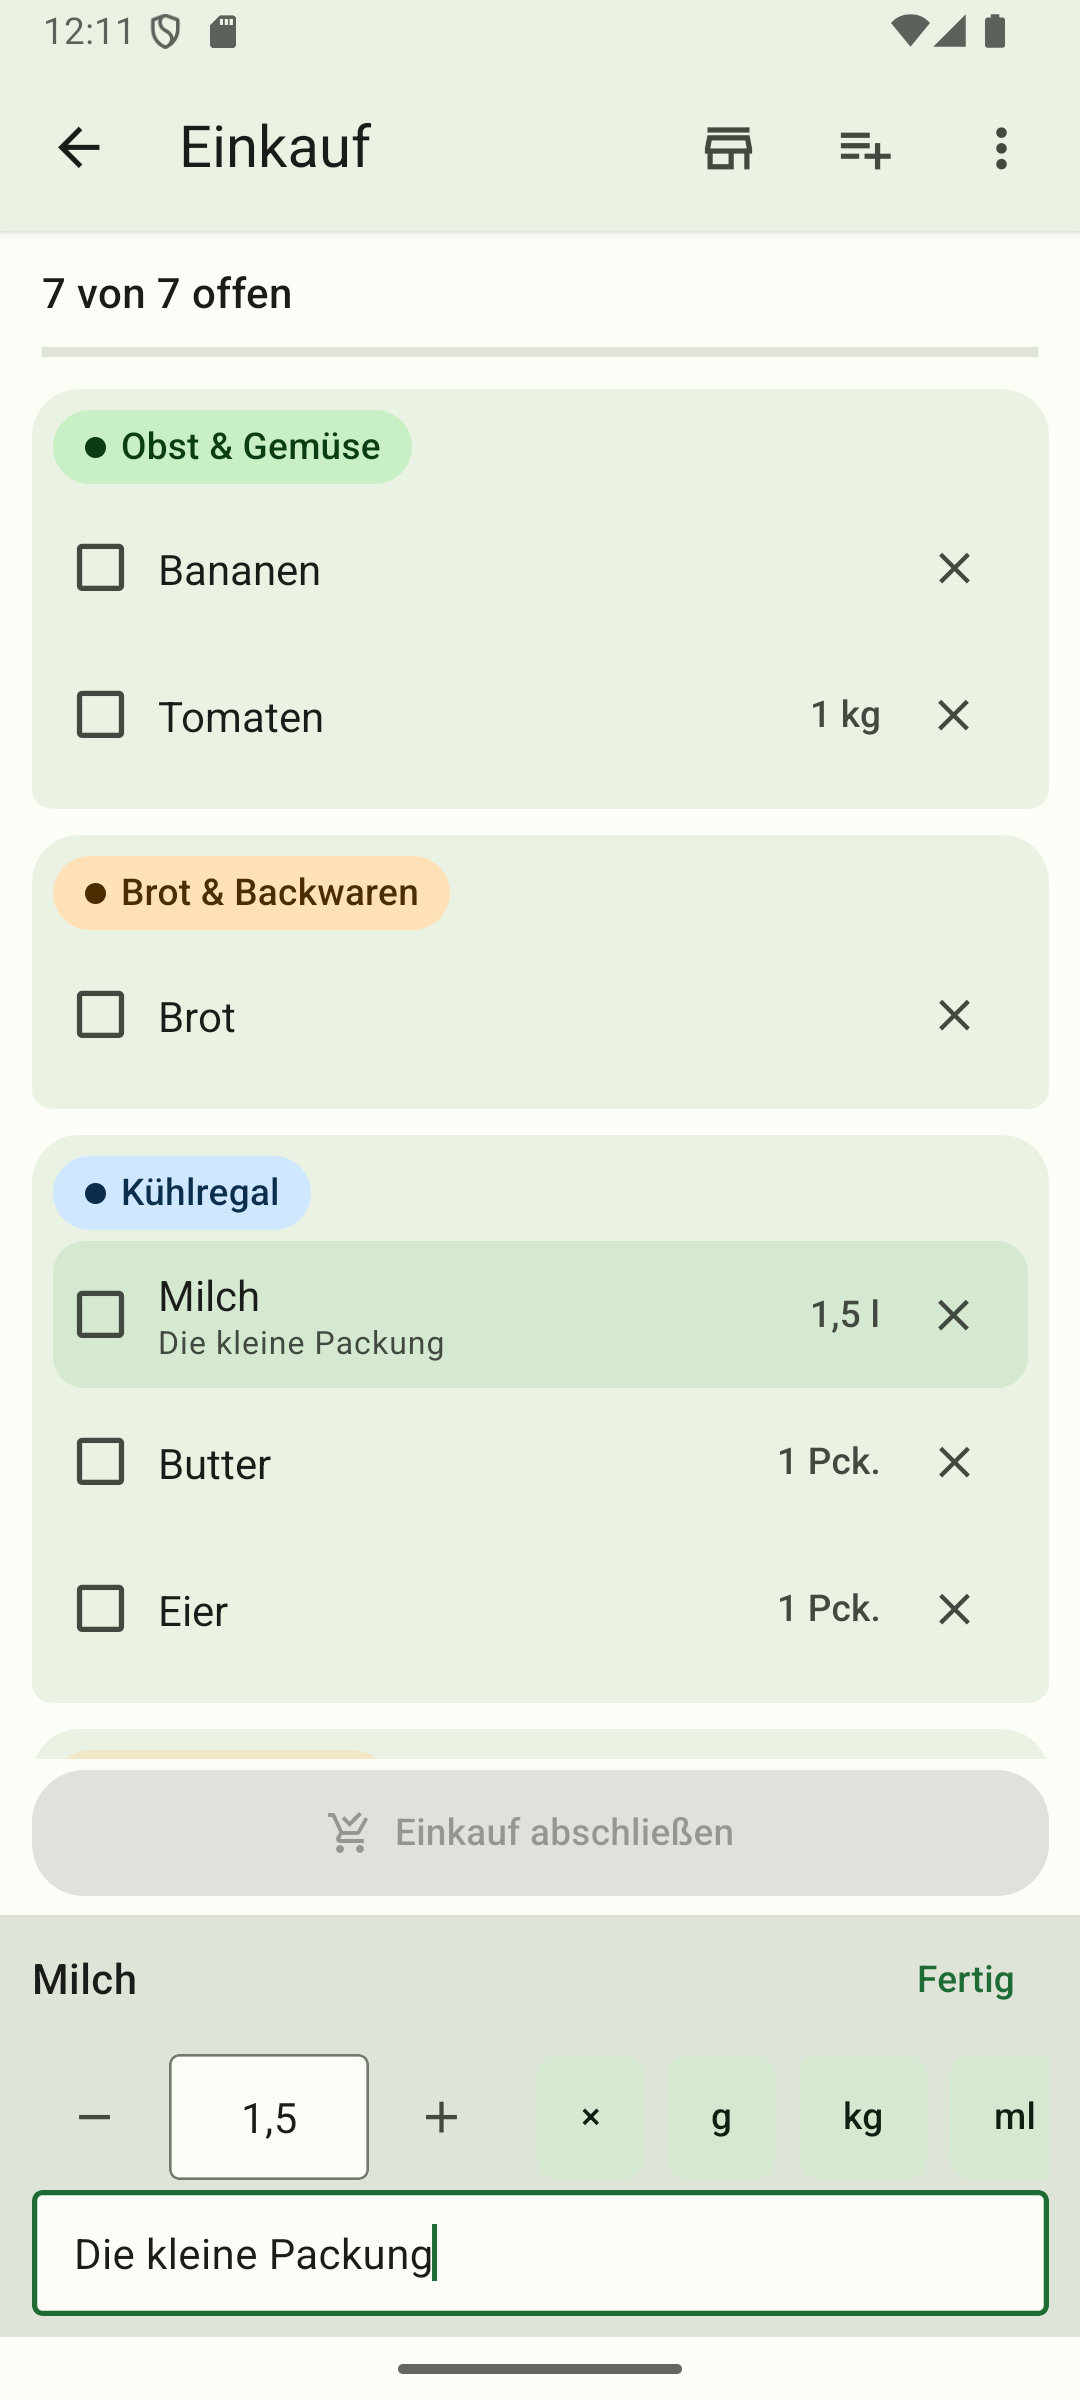 12:11
Einkauf
7 von 7 offen
Obst & Gemüse
Bananen
Tomaten 1 kg
Brot & Backwaren
Brot
Kühlregal
Milch 1,5 l
Die kleine Packung
Butter 1 Pck.
Eier 1 Pck.
Einkauf abschließen
Milch Fertig
− 1,5 + × g kg ml
Die kleine Packung